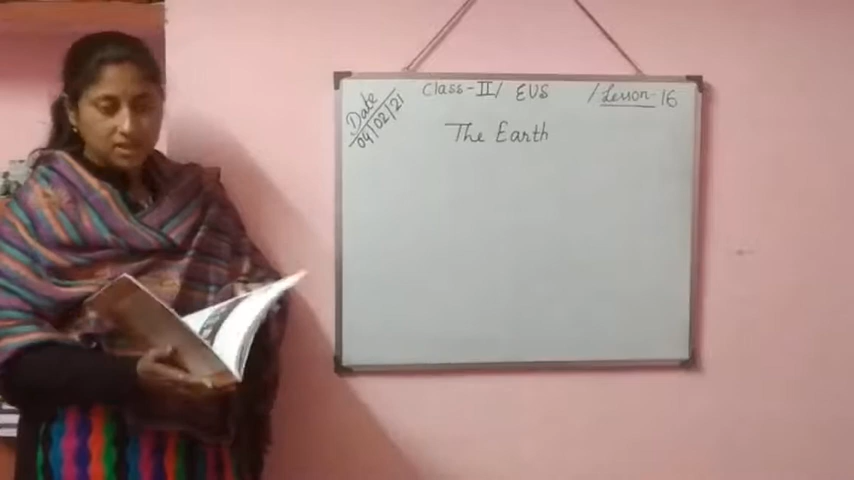 Date
04/02/21
Class-II/ EVS /Lesson-16
The Earth